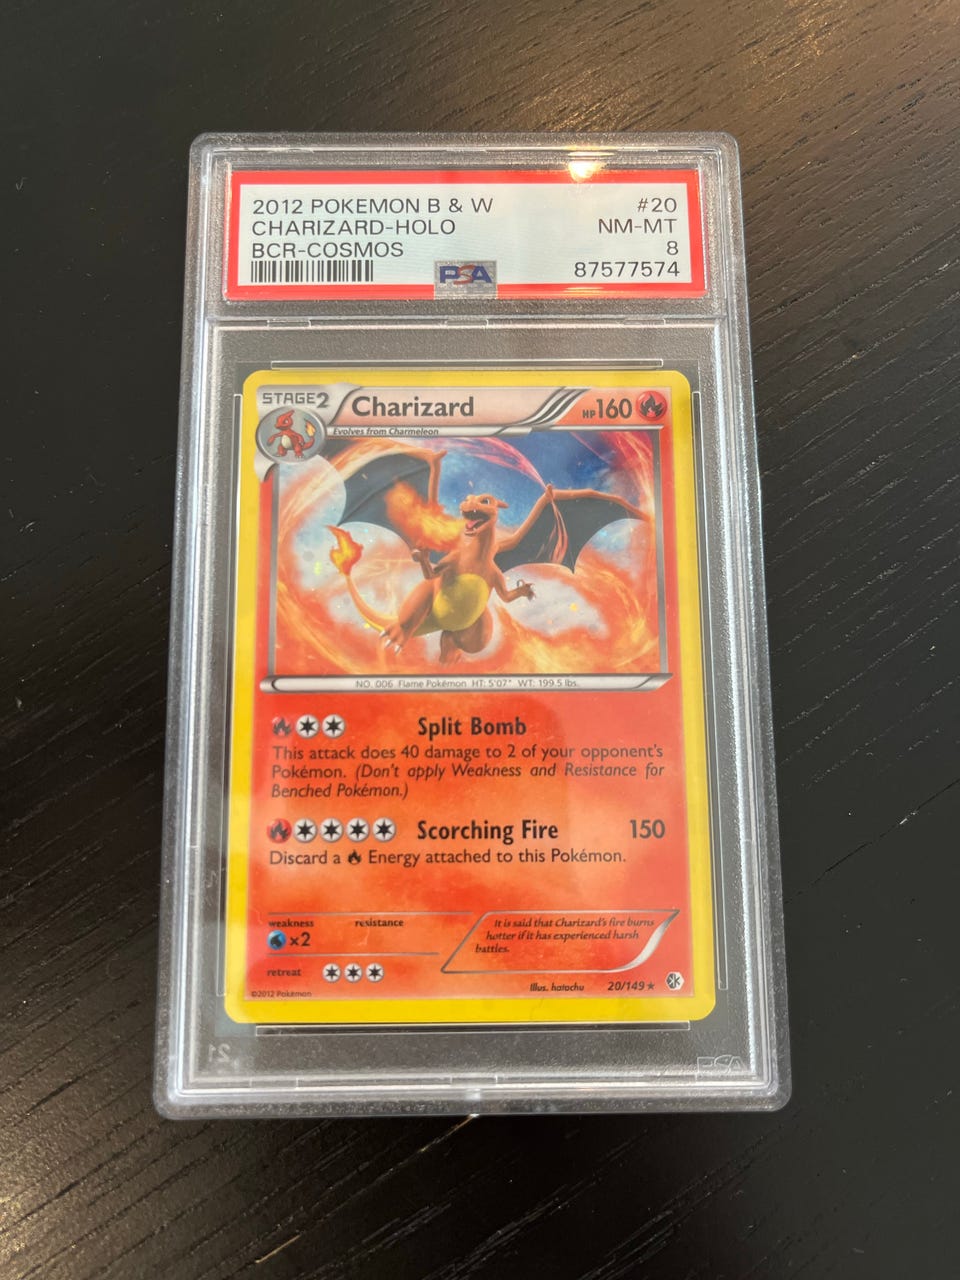 2012 POKEMON B & W #20
CHARIZARD-HOLO NM-MT
BCR-COSMOS 8
PSA 87577574
STAGE2 Charizard HP160
Evolves from Charmeleon
NO. 006 Flame Pokémon HT: 5'07" WT: 199.5 lbs.
Split Bomb
This attack does 40 damage to 2 of your opponent's
Pokémon. (Don't apply Weakness and Resistance for
Benched Pokémon.)
Scorching Fire 150
Discard a Energy attached to this Pokémon.
weakness resistance
×2
It is said that Charizard's fire burns
hotter if it has experienced harsh
battles.
retreat
©2012 Pokémon
Illus. hatachu 20/149★
PSA